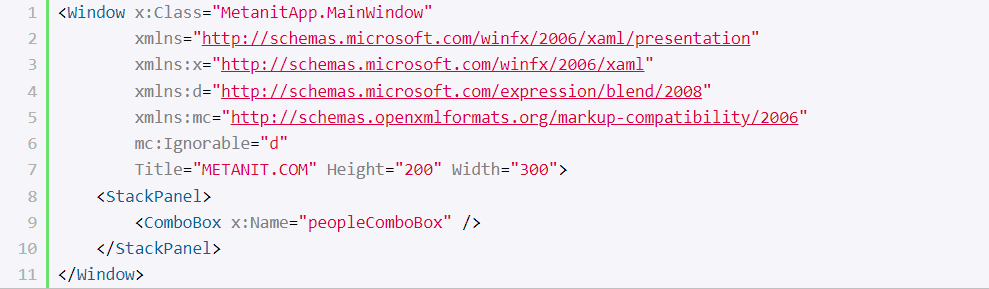 1 <Window x:Class="MetanitApp.MainWindow"
2         xmlns="http://schemas.microsoft.com/winfx/2006/xaml/presentation"
3         xmlns:x="http://schemas.microsoft.com/winfx/2006/xaml"
4         xmlns:d="http://schemas.microsoft.com/expression/blend/2008"
5         xmlns:mc="http://schemas.openxmlformats.org/markup-compatibility/2006"
6         mc:Ignorable="d"
7         Title="METANIT.COM" Height="200" Width="300">
8     <StackPanel>
9         <ComboBox x:Name="peopleComboBox" />
10     </StackPanel>
11 </Window>